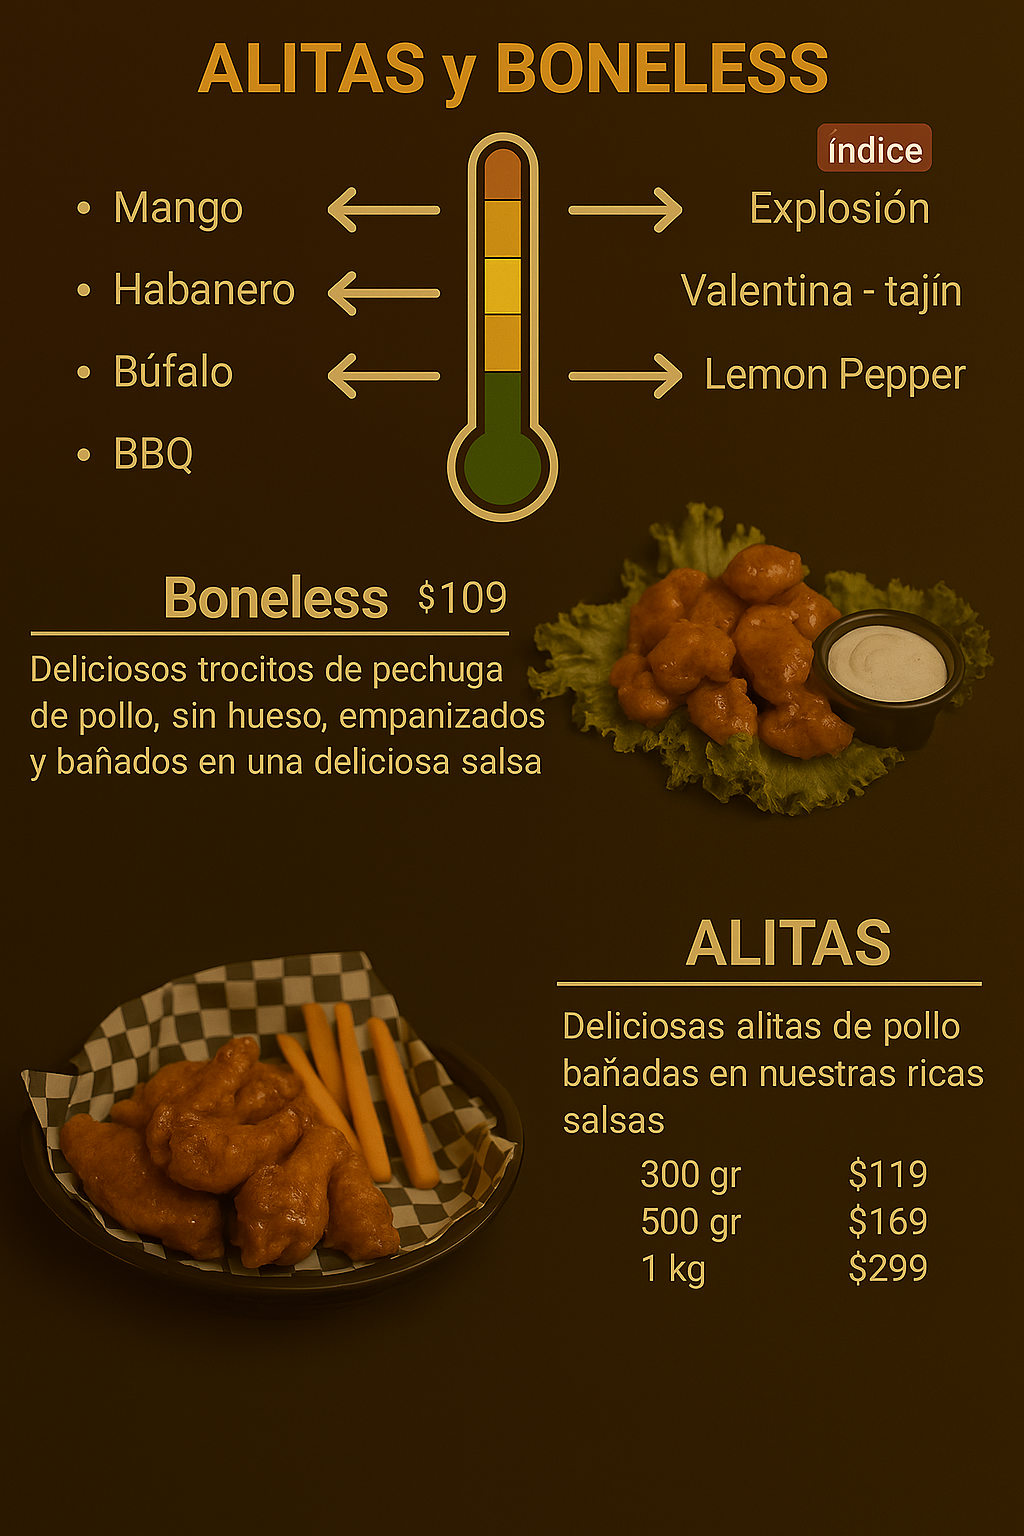 ALITAS y BONELESS
índice
• Mango
Explosión
• Habanero
Valentina - tajín
• Búfalo
Lemon Pepper
• BBQ
Boneless $109
Deliciosos trocitos de pechuga
de pollo, sin hueso, empanizados
y bañados en una deliciosa salsa
ALITAS
Deliciosas alitas de pollo
baňadas en nuestras ricas
salsas
300 gr $119
500 gr $169
1 kg $299